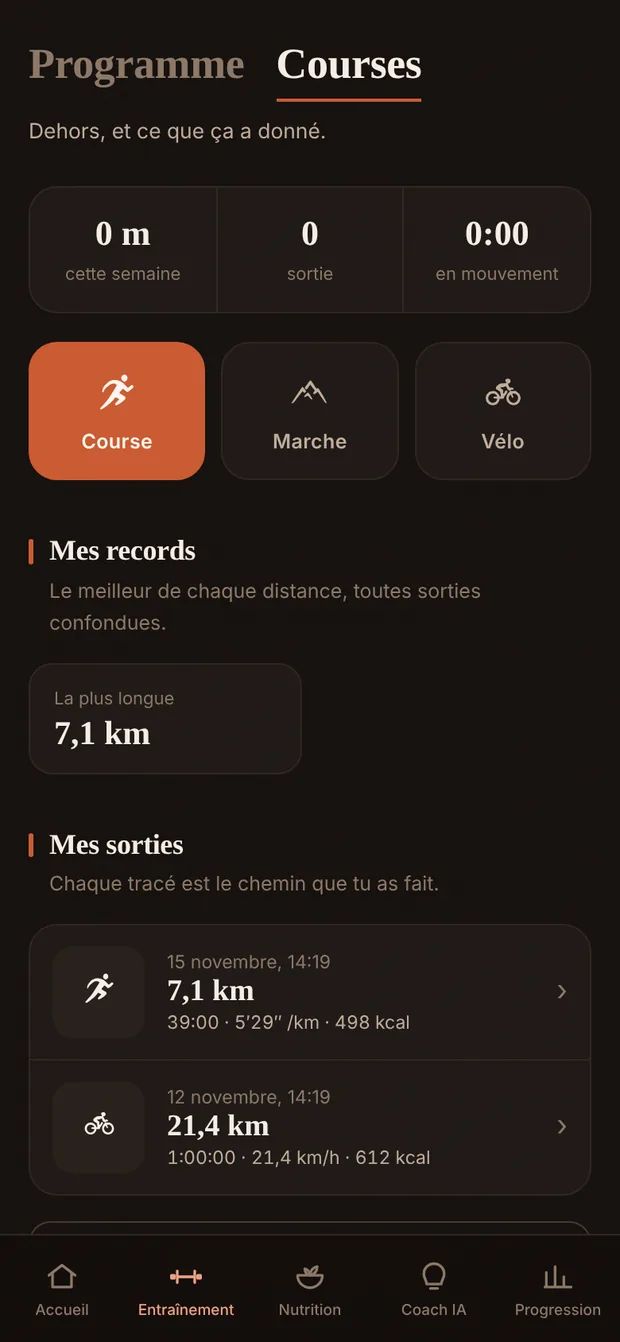 Programme Courses
Dehors, et ce que ça a donné.
0 m 0 0:00
cette semaine sortie en mouvement
Course Marche Vélo
Mes records
Le meilleur de chaque distance, toutes sorties
confondues.
La plus longue
7,1 km
Mes sorties
Chaque tracé est le chemin que tu as fait.
15 novembre, 14:19
7,1 km
39:00 · 5′29″ /km · 498 kcal
12 novembre, 14:19
21,4 km
1:00:00 · 21,4 km/h · 612 kcal
Accueil Entraînement Nutrition Coach IA Progression